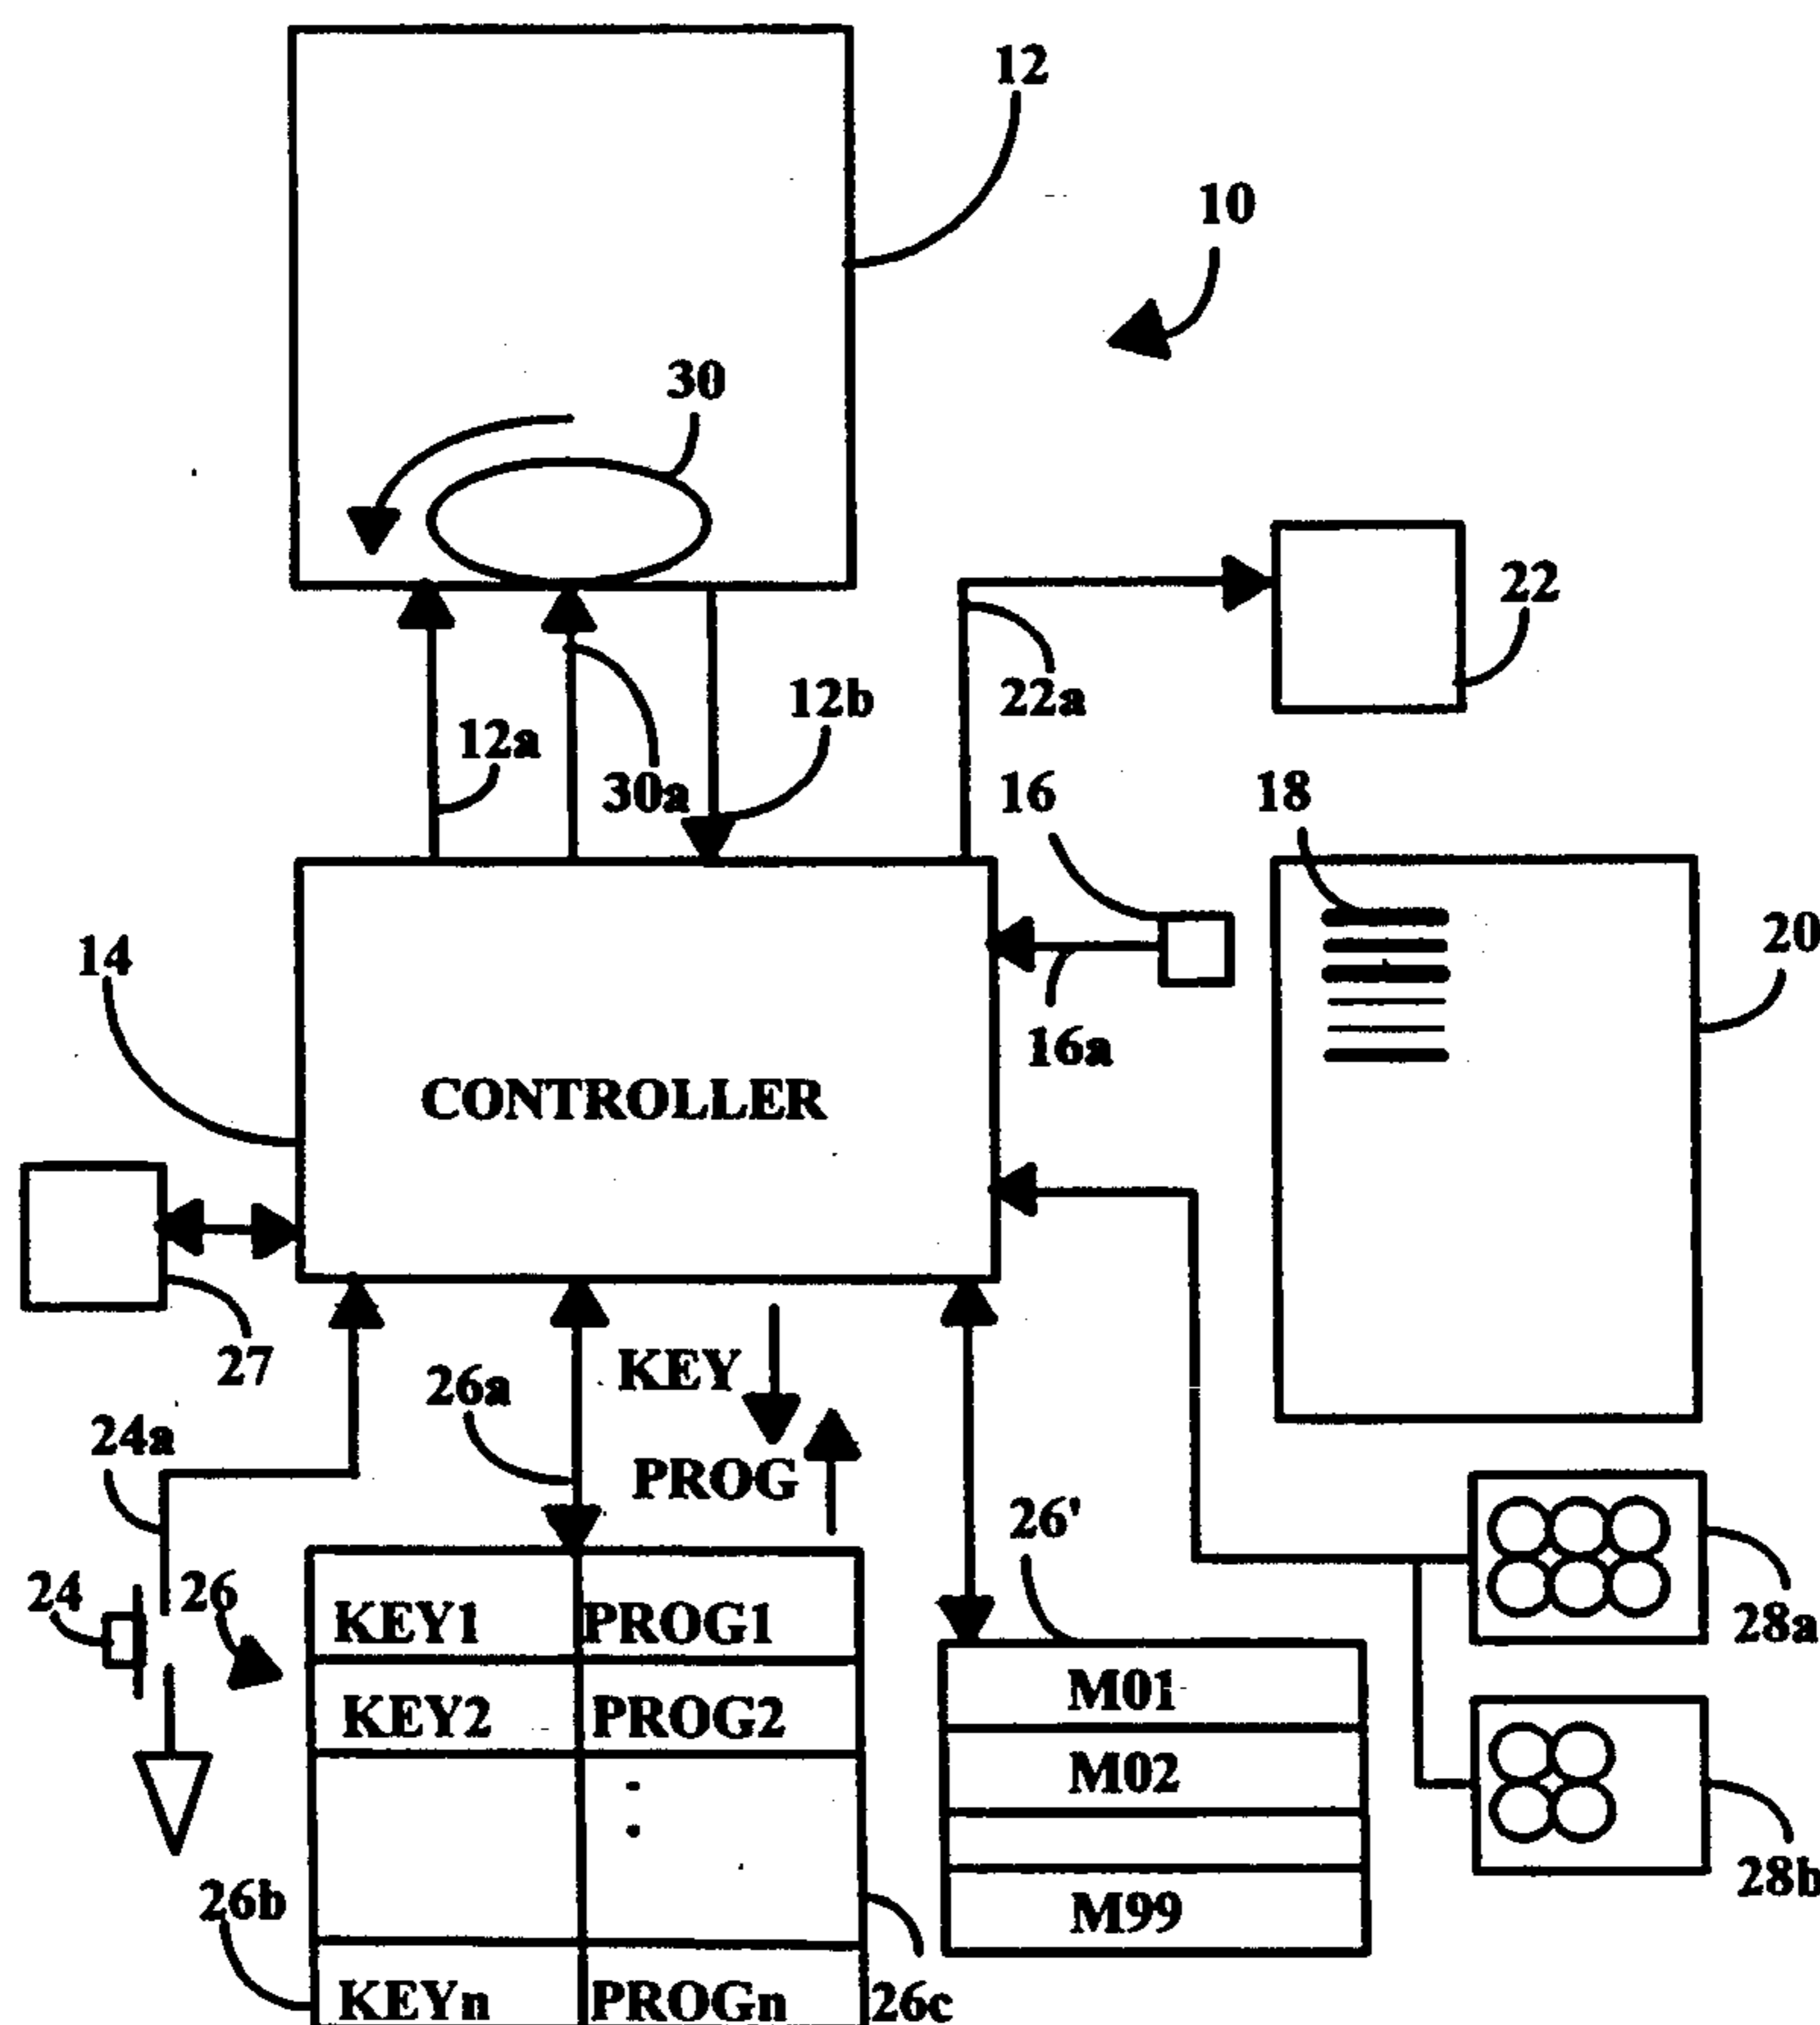 12
10
30
22
12a
30a
12b
22a
16
18
14
20
16a
CONTROLLER
27
24a
26a
KEY
PROG
26'
24
26
28a
KEY1 PROG1
KEY2 PROG2
:
M01
M02
M99
28b
26b
KEYn PROGn
26c